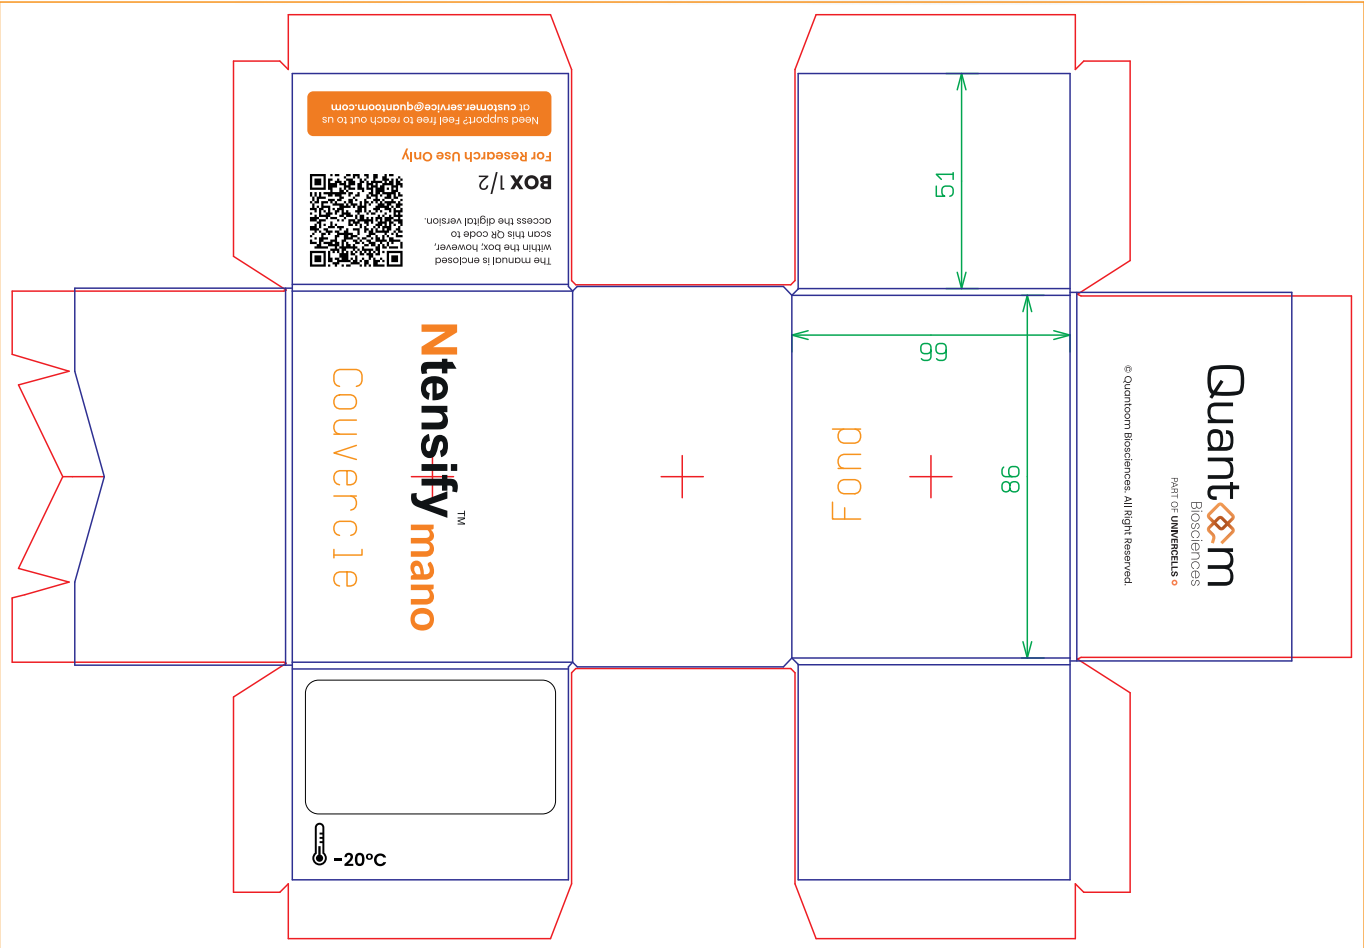 The manual is enclosed
within the box; however,
scan this QR code to
access the digital version.
BOX 1/2
For Research Use Only
Need support? Feel free to reach out to us
at customer.service@quantoom.com
51
66
86
Ntensify™ mano
Couvercle
Fond
Quantoom
Biosciences
PART OF UNIVERCELLS
© Quantoom Biosciences. All Right Reserved.
-20°C